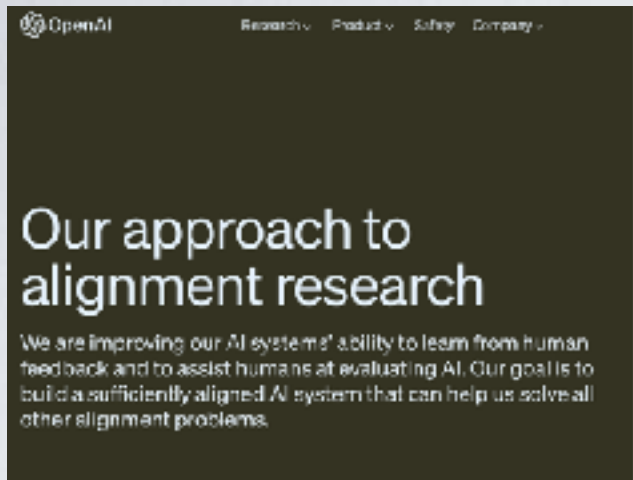 OpenAI
Research Product Safety Company
Our approach to
alignment research
We are improving our AI systems' ability to learn from human
feedback and to assist humans at evaluating AI. Our goal is to
build a sufficiently aligned AI system that can help us solve all
other alignment problems.